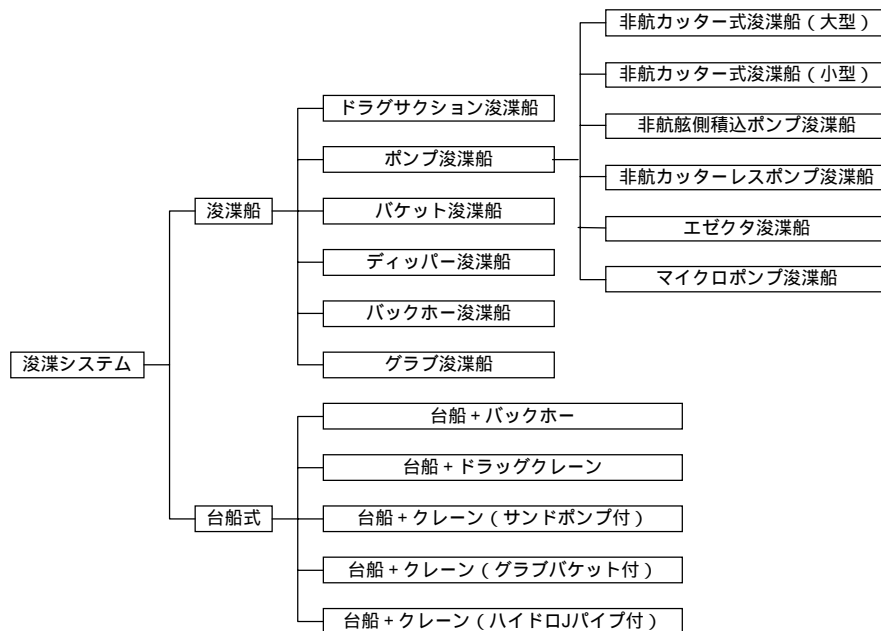 非航カッター式浚渫船（大型）
非航カッター式浚渫船（小型）
ドラグサクション浚渫船
非航舷側積込ポンプ浚渫船
ポンプ浚渫船
非航カッターレスポンプ浚渫船
浚渫船
バケット浚渫船
エゼクタ浚渫船
ディッパー浚渫船
マイクロポンプ浚渫船
バックホー浚渫船
浚渫システム
グラブ浚渫船
台船＋バックホー
台船＋ドラッグクレーン
台船式
台船＋クレーン（サンドポンプ付）
台船＋クレーン（グラブバケット付）
台船＋クレーン（ハイドロJパイプ付）